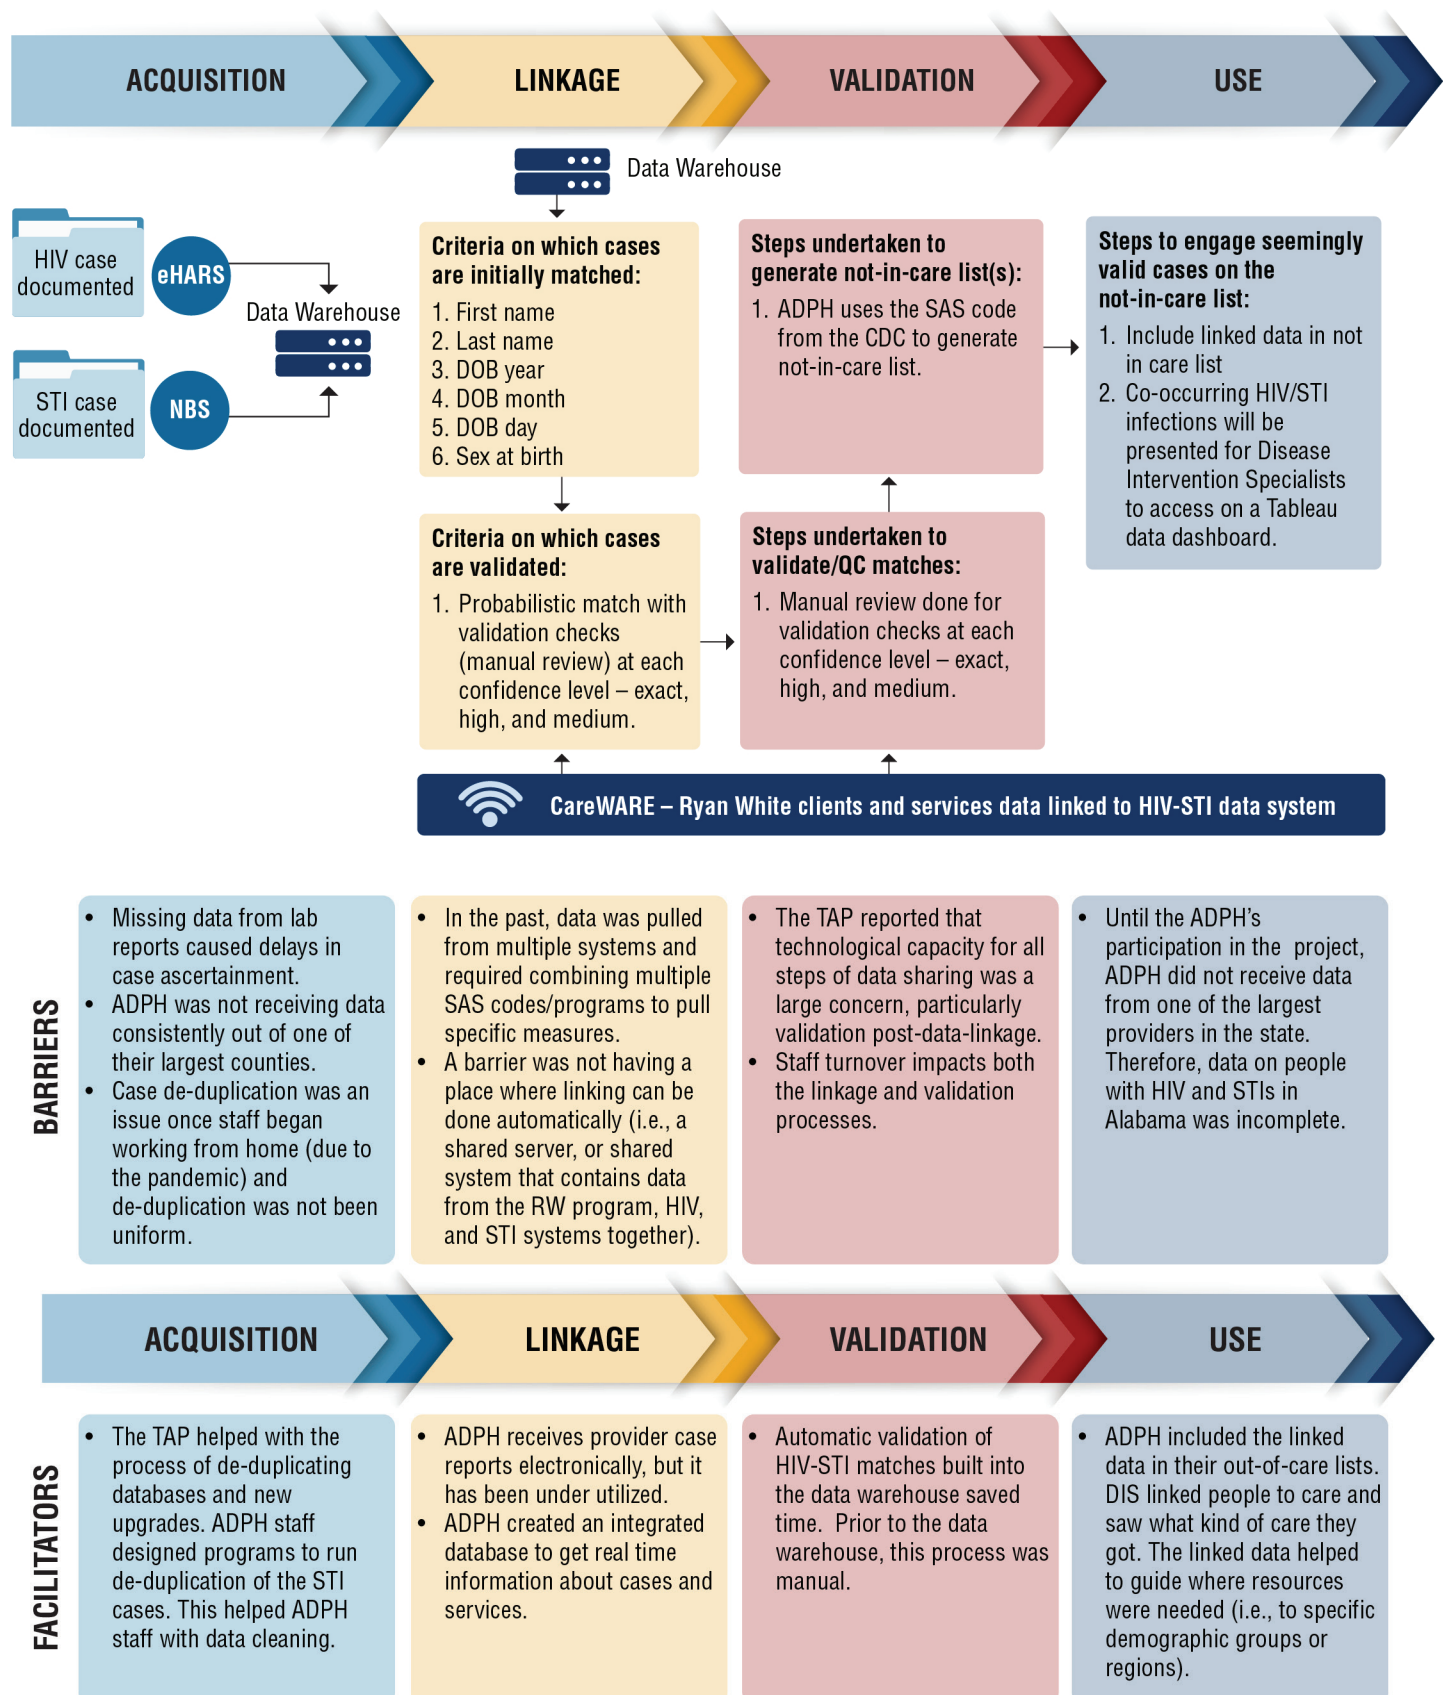 ACQUISITION
LINKAGE
VALIDATION
USE
HIV case
documented
eHARS
STI case
documented
NBS
Data Warehouse
Data Warehouse
Criteria on which cases
are initially matched:
1. First name
2. Last name
3. DOB year
4. DOB month
5. DOB day
6. Sex at birth
Criteria on which cases
are validated:
1. Probabilistic match with
validation checks
(manual review) at each
confidence level – exact,
high, and medium.
Steps undertaken to
generate not-in-care list(s):
1. ADPH uses the SAS code
from the CDC to generate
not-in-care list.
Steps undertaken to
validate/QC matches:
1. Manual review done for
validation checks at each
confidence level – exact,
high, and medium.
Steps to engage seemingly
valid cases on the
not-in-care list:
1. Include linked data in not
in care list
2. Co-occurring HIV/STI
infections will be
presented for Disease
Intervention Specialists
to access on a Tableau
data dashboard.
CareWARE – Ryan White clients and services data linked to HIV-STI data system
BARRIERS
• Missing data from lab
reports caused delays in
case ascertainment.
• ADPH was not receiving data
consistently out of one of
their largest counties.
• Case de-duplication was an
issue once staff began
working from home (due to
the pandemic) and
de-duplication was not been
uniform.
• In the past, data was pulled
from multiple systems and
required combining multiple
SAS codes/programs to pull
specific measures.
• A barrier was not having a
place where linking can be
done automatically (i.e., a
shared server, or shared
system that contains data
from the RW program, HIV,
and STI systems together).
• The TAP reported that
technological capacity for all
steps of data sharing was a
large concern, particularly
validation post-data-linkage.
• Staff turnover impacts both
the linkage and validation
processes.
• Until the ADPH’s
participation in the project,
ADPH did not receive data
from one of the largest
providers in the state.
Therefore, data on people
with HIV and STIs in
Alabama was incomplete.
ACQUISITION
LINKAGE
VALIDATION
USE
FACILITATORS
• The TAP helped with the
process of de-duplicating
databases and new
upgrades. ADPH staff
designed programs to run
de-duplication of the STI
cases. This helped ADPH
staff with data cleaning.
• ADPH receives provider case
reports electronically, but it
has been under utilized.
• ADPH created an integrated
database to get real time
information about cases and
services.
• Automatic validation of
HIV-STI matches built into
the data warehouse saved
time. Prior to the data
warehouse, this process was
manual.
• ADPH included the linked
data in their out-of-care lists.
DIS linked people to care and
saw what kind of care they
got. The linked data helped
to guide where resources
were needed (i.e., to specific
demographic groups or
regions).